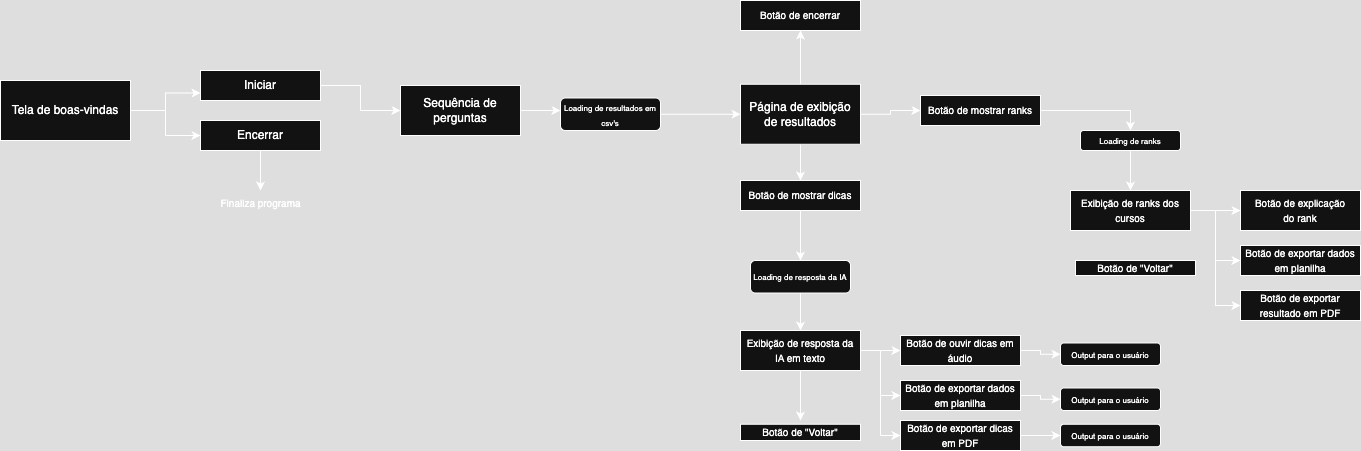 Tela de boas-vindas
Iniciar
Encerrar
Finaliza programa
Sequência de
perguntas
Loading de resultados em
csv's
Botão de encerrar
Página de exibição
de resultados
Botão de mostrar ranks
Loading de ranks
Exibição de ranks dos
cursos
Botão de "Voltar"
Botão de explicação
do rank
Botão de exportar dados
em planilha
Botão de exportar
resultado em PDF
Botão de mostrar dicas
Loading de resposta da IA
Exibição de resposta da
IA em texto
Botão de "Voltar"
Botão de ouvir dicas em
áudio
Output para o usuário
Botão de exportar dados
em planilha
Output para o usuário
Botão de exportar dicas
em PDF
Output para o usuário